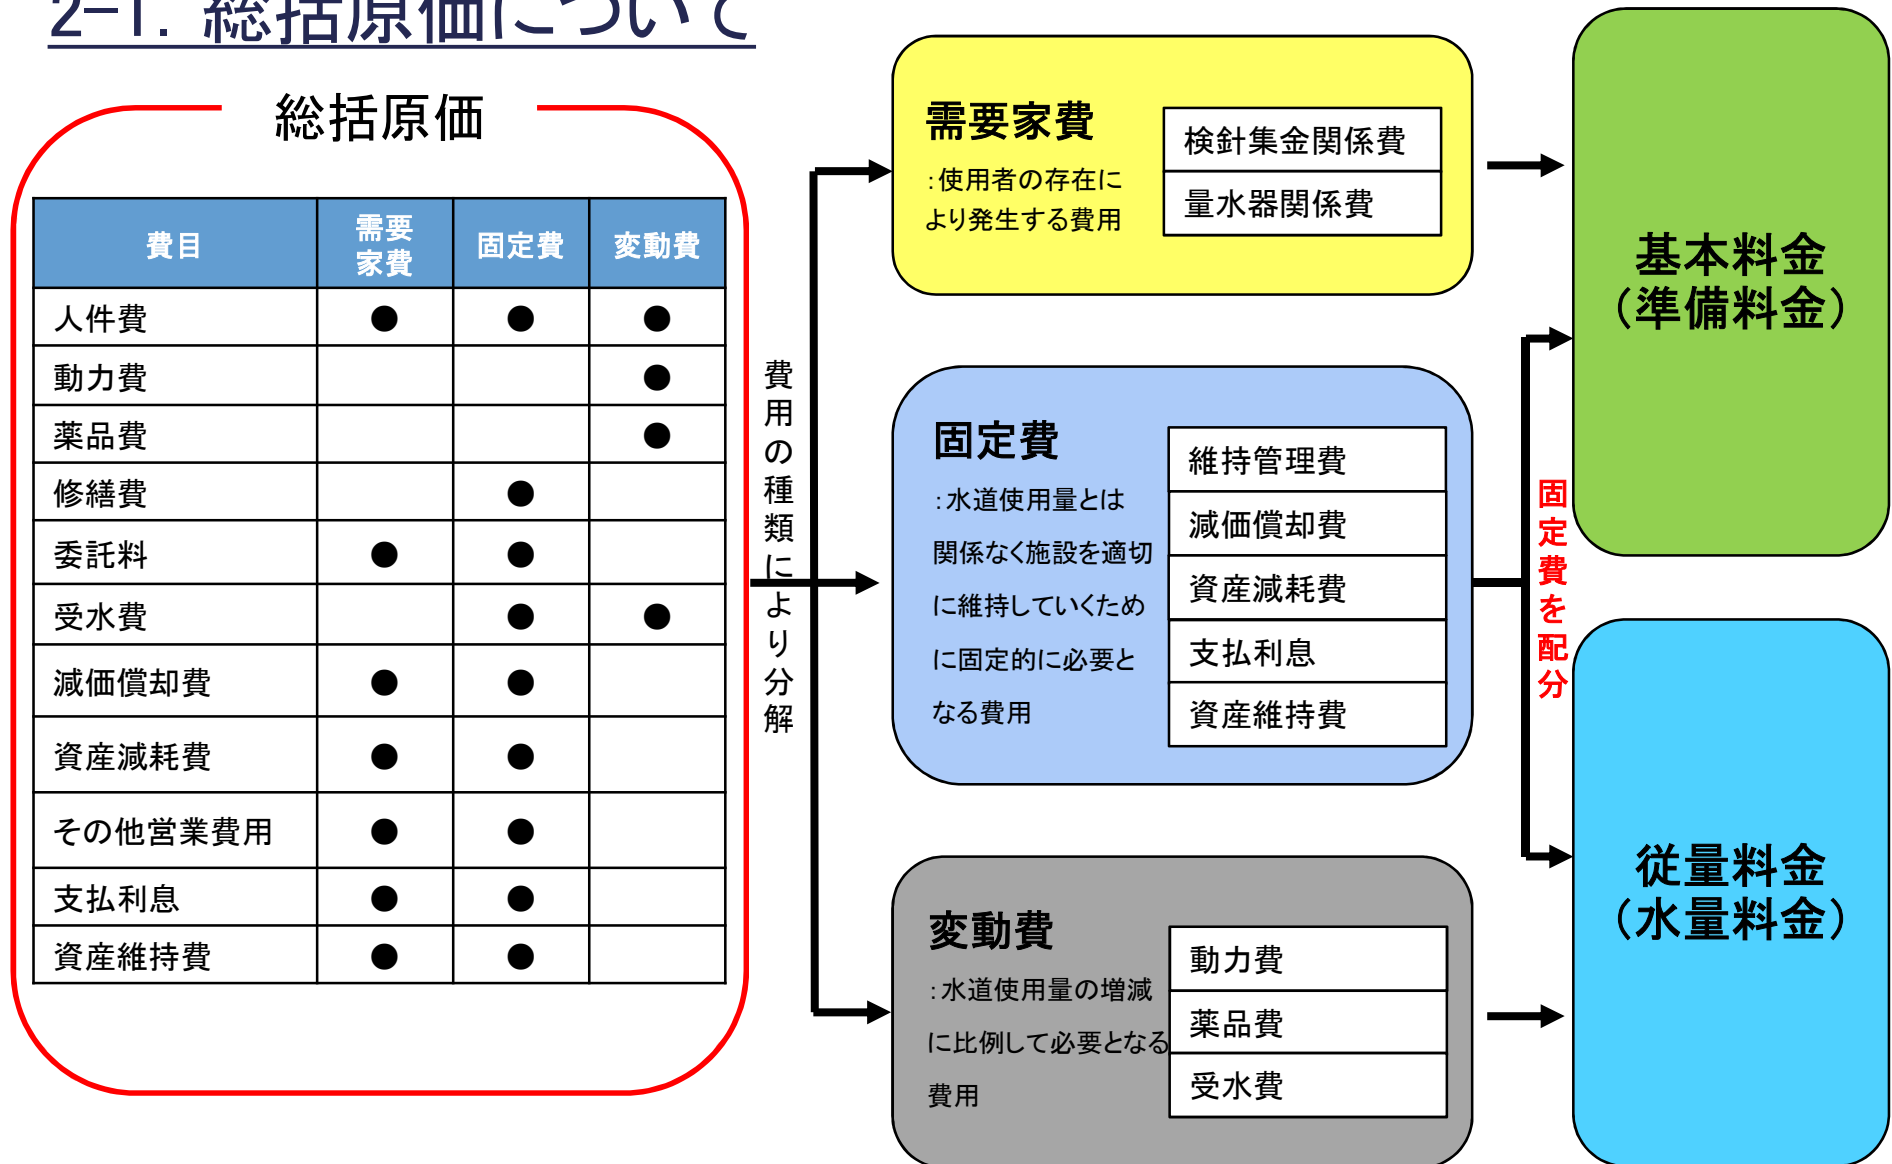 2-1. 総括原価について
総括原価
費目 需要家費 固定費 変動費
人件費 ● ● ●
動力費 ●
薬品費 ●
修繕費 ●
委託料 ● ●
受水費 ● ●
減価償却費 ● ●
資産減耗費 ● ●
その他営業費用 ● ●
支払利息 ● ●
資産維持費 ● ●
費用の種類により分解
需要家費
:使用者の存在に
より発生する費用
検針集金関係費
量水器関係費
固定費
:水道使用量とは
関係なく施設を適切
に維持していくため
に固定的に必要と
なる費用
維持管理費
減価償却費
資産減耗費
支払利息
資産維持費
変動費
:水道使用量の増減
に比例して必要となる
費用
動力費
薬品費
受水費
固定費を配分
基本料金
(準備料金)
従量料金
(水量料金)